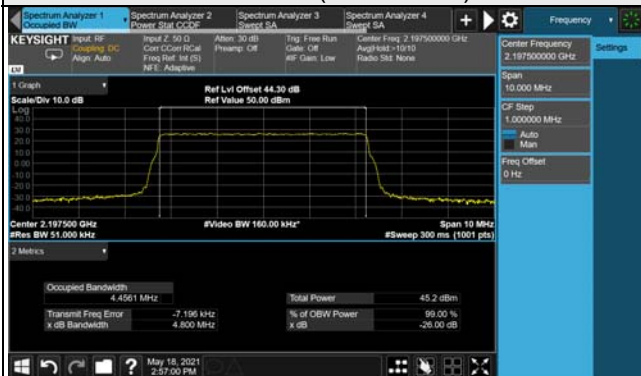 Spectrum Analyzer 1
Occupied BW
Spectrum Analyzer 2
Power Stat CCDF
Spectrum Analyzer 3
Swept SA
Spectrum Analyzer 4
Swept SA
+
Frequency
KEYSIGHT
Input: RF
Coupling: DC
Align: Auto
Input Z: 50 Ω
Corr CCorr RCal
Freq Ref: Int (S)
NFE: Adaptive
Atten: 30 dB
Preamp: Off
Trig: Free Run
Gate: Off
#IF Gain: Low
Center Freq: 2.197500000 GHz
Avg|Hold:>10/10
Radio Std: None
LM
Center Frequency
2.197500000 GHz
Settings
Span
10.000 MHz
CF Step
1.000000 MHz
Auto
Man
Freq Offset
0 Hz
1 Graph
Scale/Div 10.0 dB
Ref Lvl Offset 44.30 dB
Ref Value 50.00 dBm
Log
40.0
30.0
20.0
10.0
0.00
-10.0
-20.0
-30.0
-40.0
Center 2.197500 GHz
#Res BW 51.000 kHz
#Video BW 160.00 kHz*
Span 10 MHz
#Sweep 300 ms (1001 pts)
2 Metrics
Occupied Bandwidth
4.4561 MHz
Total Power 45.2 dBm
Transmit Freq Error -7.196 kHz
% of OBW Power 99.00 %
x dB Bandwidth 4.800 MHz
x dB -26.00 dB
?
May 18, 2021
2:57:00 PM